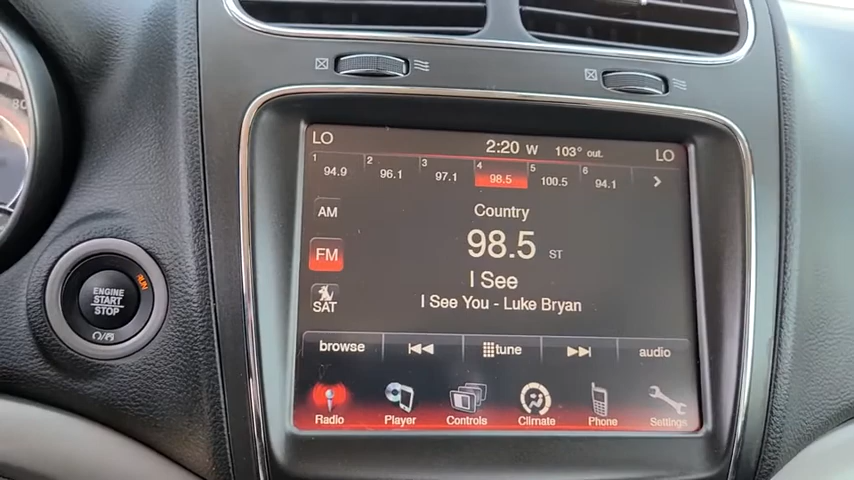 LO 2:20 W 103° out LO
1 94.9 2 96.1 3 97.1 4 98.5 5 100.5 6 94.1
AM
Country
98.5 ST
FM
I See
SAT
I See You - Luke Bryan
browse tune audio
Radio Player Controls Climate Phone Settings
RUN
ENGINE
START
STOP
80